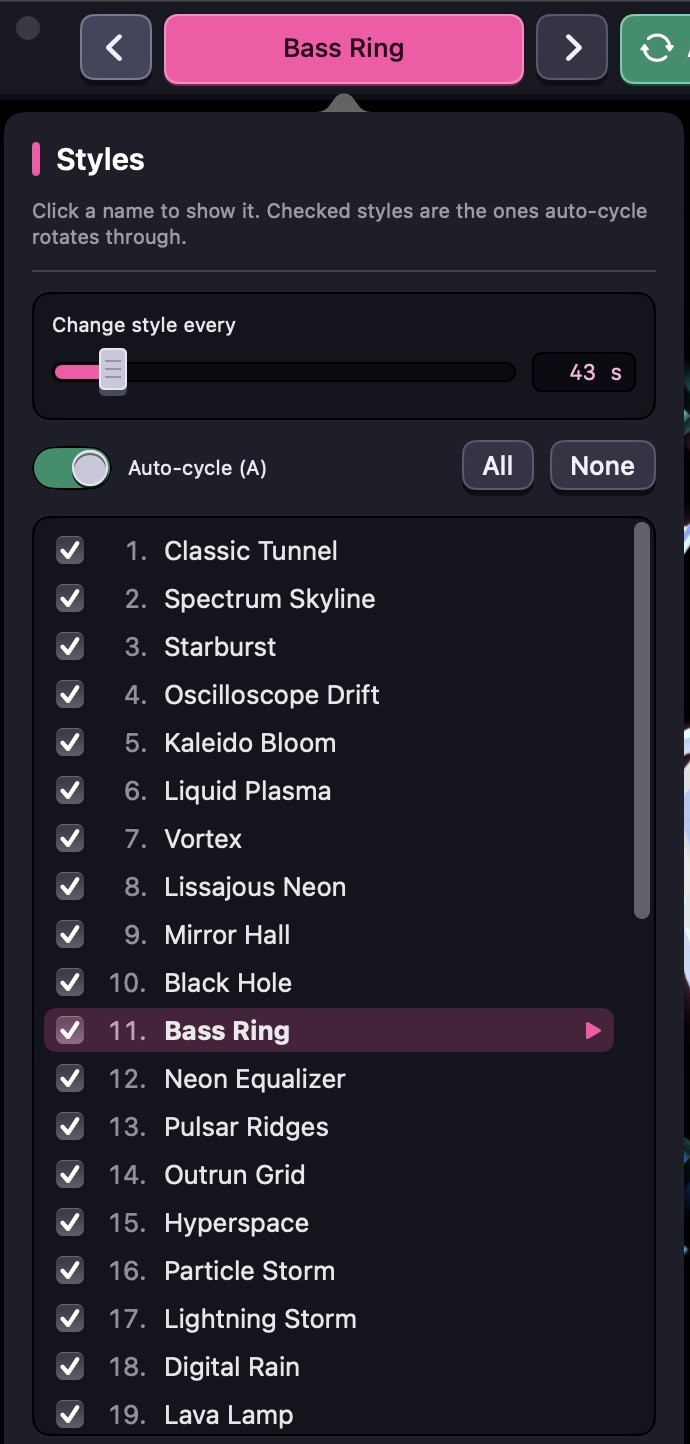 Bass Ring
Styles
Click a name to show it. Checked styles are the ones auto-cycle
rotates through.
Change style every
43 s
Auto-cycle (A)
All
None
1. Classic Tunnel
2. Spectrum Skyline
3. Starburst
4. Oscilloscope Drift
5. Kaleido Bloom
6. Liquid Plasma
7. Vortex
8. Lissajous Neon
9. Mirror Hall
10. Black Hole
11. Bass Ring
12. Neon Equalizer
13. Pulsar Ridges
14. Outrun Grid
15. Hyperspace
16. Particle Storm
17. Lightning Storm
18. Digital Rain
19. Lava Lamp